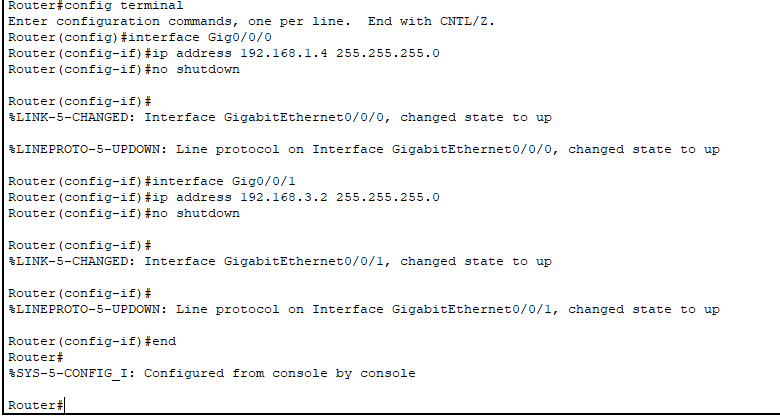 Router#config terminal
Enter configuration commands, one per line.  End with CNTL/Z.
Router(config)#interface Gig0/0/0
Router(config-if)#ip address 192.168.1.4 255.255.255.0
Router(config-if)#no shutdown
Router(config-if)#
%LINK-5-CHANGED: Interface GigabitEthernet0/0/0, changed state to up
%LINEPROTO-5-UPDOWN: Line protocol on Interface GigabitEthernet0/0/0, changed state to up
Router(config-if)#interface Gig0/0/1
Router(config-if)#ip address 192.168.3.2 255.255.255.0
Router(config-if)#no shutdown
Router(config-if)#
%LINK-5-CHANGED: Interface GigabitEthernet0/0/1, changed state to up
Router(config-if)#
%LINEPROTO-5-UPDOWN: Line protocol on Interface GigabitEthernet0/0/1, changed state to up
Router(config-if)#end
Router#
%SYS-5-CONFIG_I: Configured from console by console
Router#